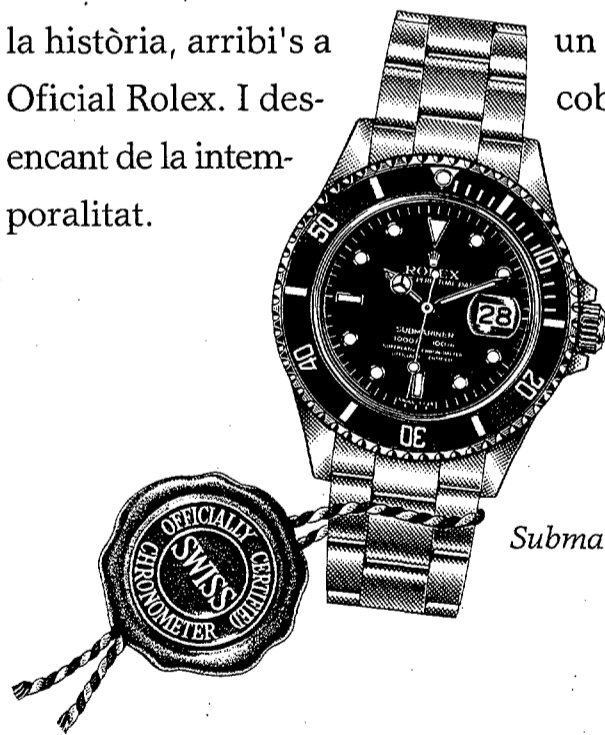 la història, arribi's a un
Oficial Rolex. I des- cob
encant de la intem-
poralitat.
50
10
ROLEX
28
SUBMARINER
40
20
30
OFFICIALLY CERTIFIED
SWISS
CHRONOMETER
Subma